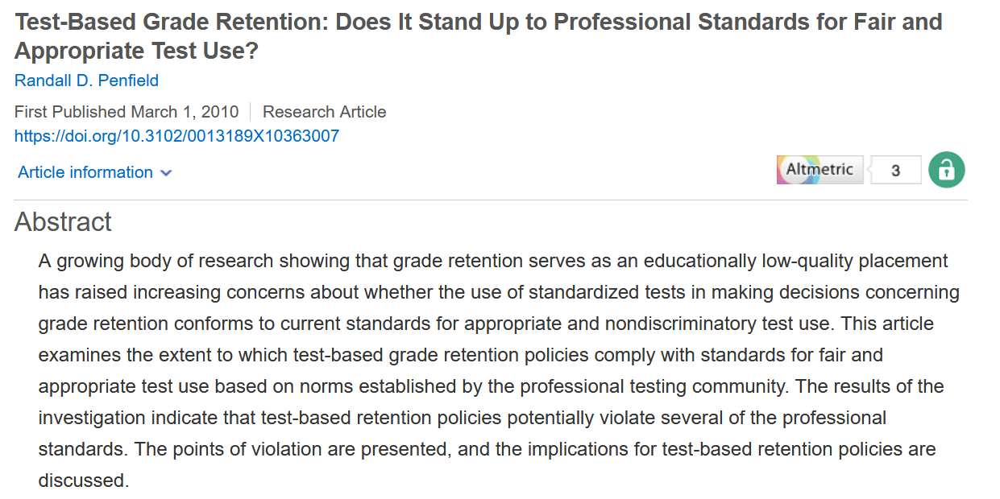 Test-Based Grade Retention: Does It Stand Up to Professional Standards for Fair and
Appropriate Test Use?
Randall D. Penfield
First Published March 1, 2010 Research Article
https://doi.org/10.3102/0013189X10363007
Article information
Altmetric 3
Abstract
A growing body of research showing that grade retention serves as an educationally low-quality placement
has raised increasing concerns about whether the use of standardized tests in making decisions concerning
grade retention conforms to current standards for appropriate and nondiscriminatory test use. This article
examines the extent to which test-based grade retention policies comply with standards for fair and
appropriate test use based on norms established by the professional testing community. The results of the
investigation indicate that test-based retention policies potentially violate several of the professional
standards. The points of violation are presented, and the implications for test-based retention policies are
discussed.